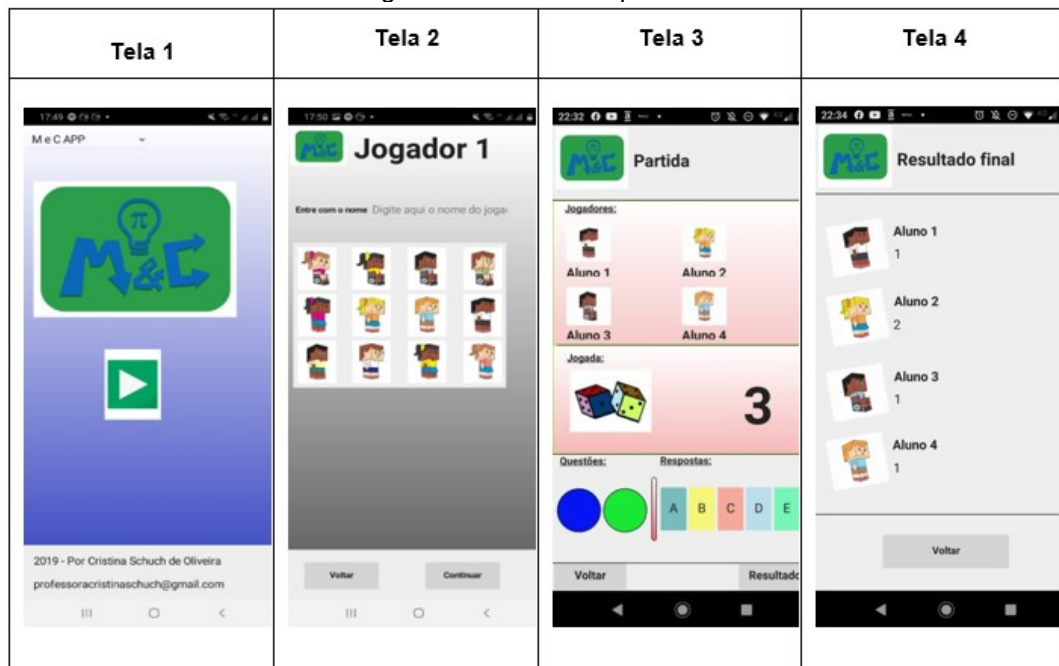 Tela 1
Tela 2
Tela 3
Tela 4
17:49
M e C APP
π
M&C
2019 - Por Cristina Schuch de Oliveira
professoracristinaschuch@gmail.com
17:50
M&C
Jogador 1
Entre com o nome Digite aqui o nome do joga
Voltar
Continuar
22:32
M&C
Partida
Jogadores:
Aluno 1
Aluno 2
Aluno 3
Aluno 4
Jogada:
3
Questões:
Respostas:
A B C D E
Voltar
Resultado
22:34
M&C
Resultado final
Aluno 1
1
Aluno 2
2
Aluno 3
1
Aluno 4
1
Voltar